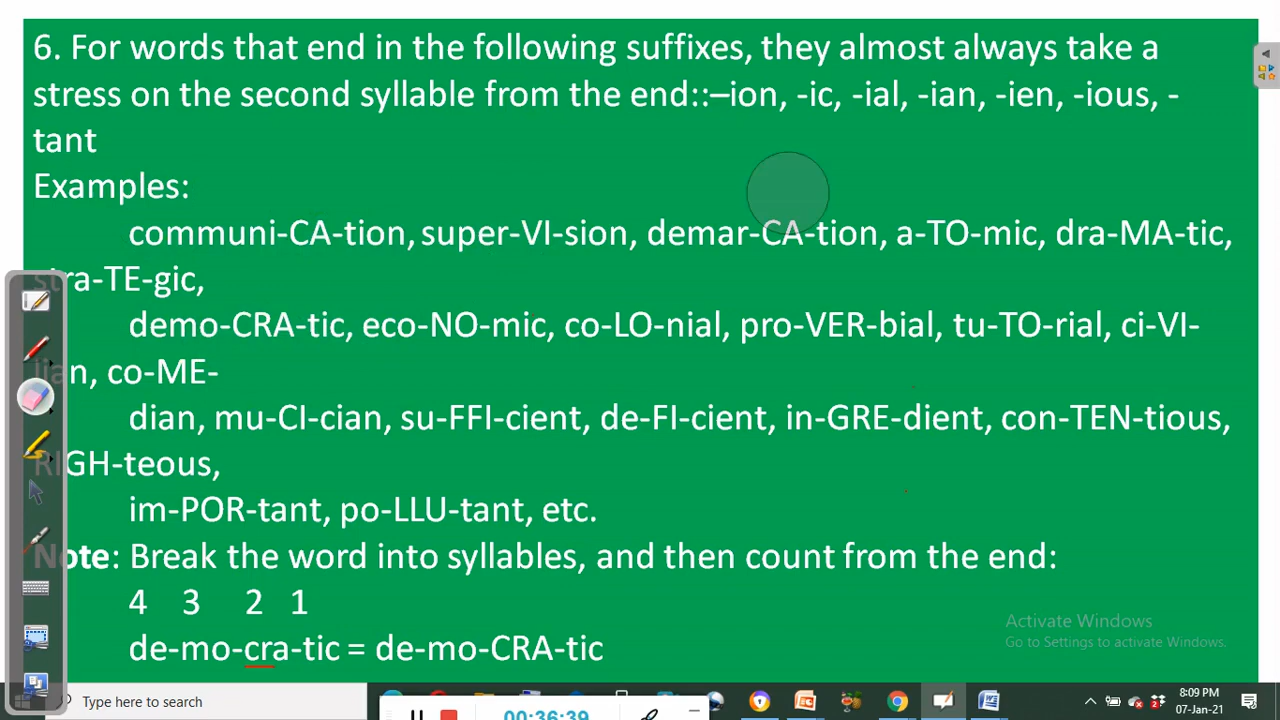 6. For words that end in the following suffixes, they almost always take a
stress on the second syllable from the end::–ion, -ic, -ial, -ian, -ien, -ious, -
tant
Examples:
communi-CA-tion, super-VI-sion, demar-CA-tion, a-TO-mic, dra-MA-tic,
stra-TE-gic,
demo-CRA-tic, eco-NO-mic, co-LO-nial, pro-VER-bial, tu-TO-rial, ci-VI-
lian, co-ME-
dian, mu-CI-cian, su-FFI-cient, de-FI-cient, in-GRE-dient, con-TEN-tious,
RIGH-teous,
im-POR-tant, po-LLU-tant, etc.
Note: Break the word into syllables, and then count from the end:
4 3 2 1
de-mo-cra-tic = de-mo-CRA-tic
Activate Windows
Go to Settings to activate Windows.
Type here to search
00:36:39
8:09 PM
07-Jan-21